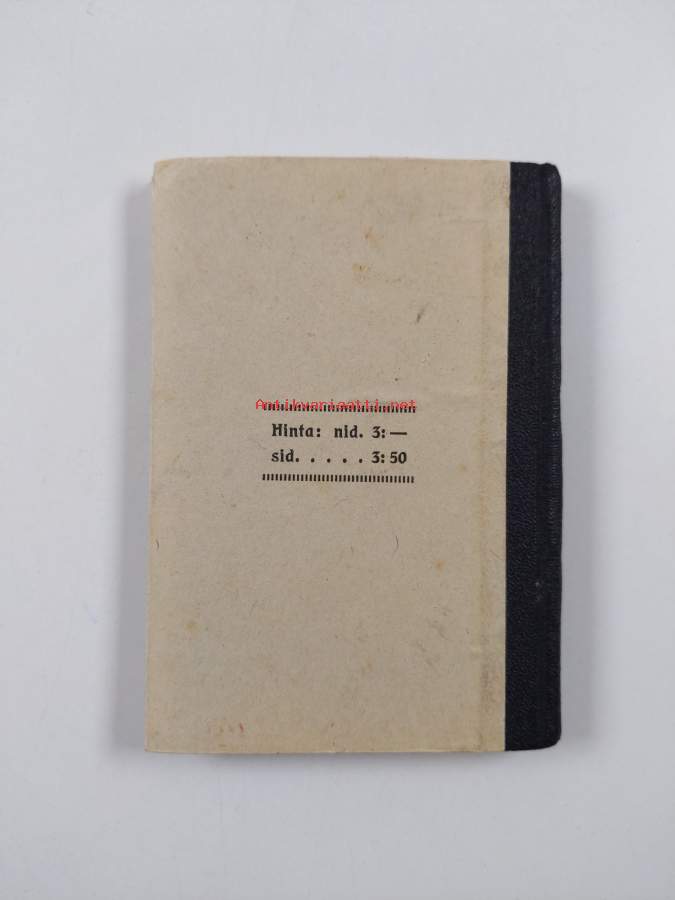 Antikvariaatti.net
Hinta: nid. 3: —
sid. . . . . 3: 50